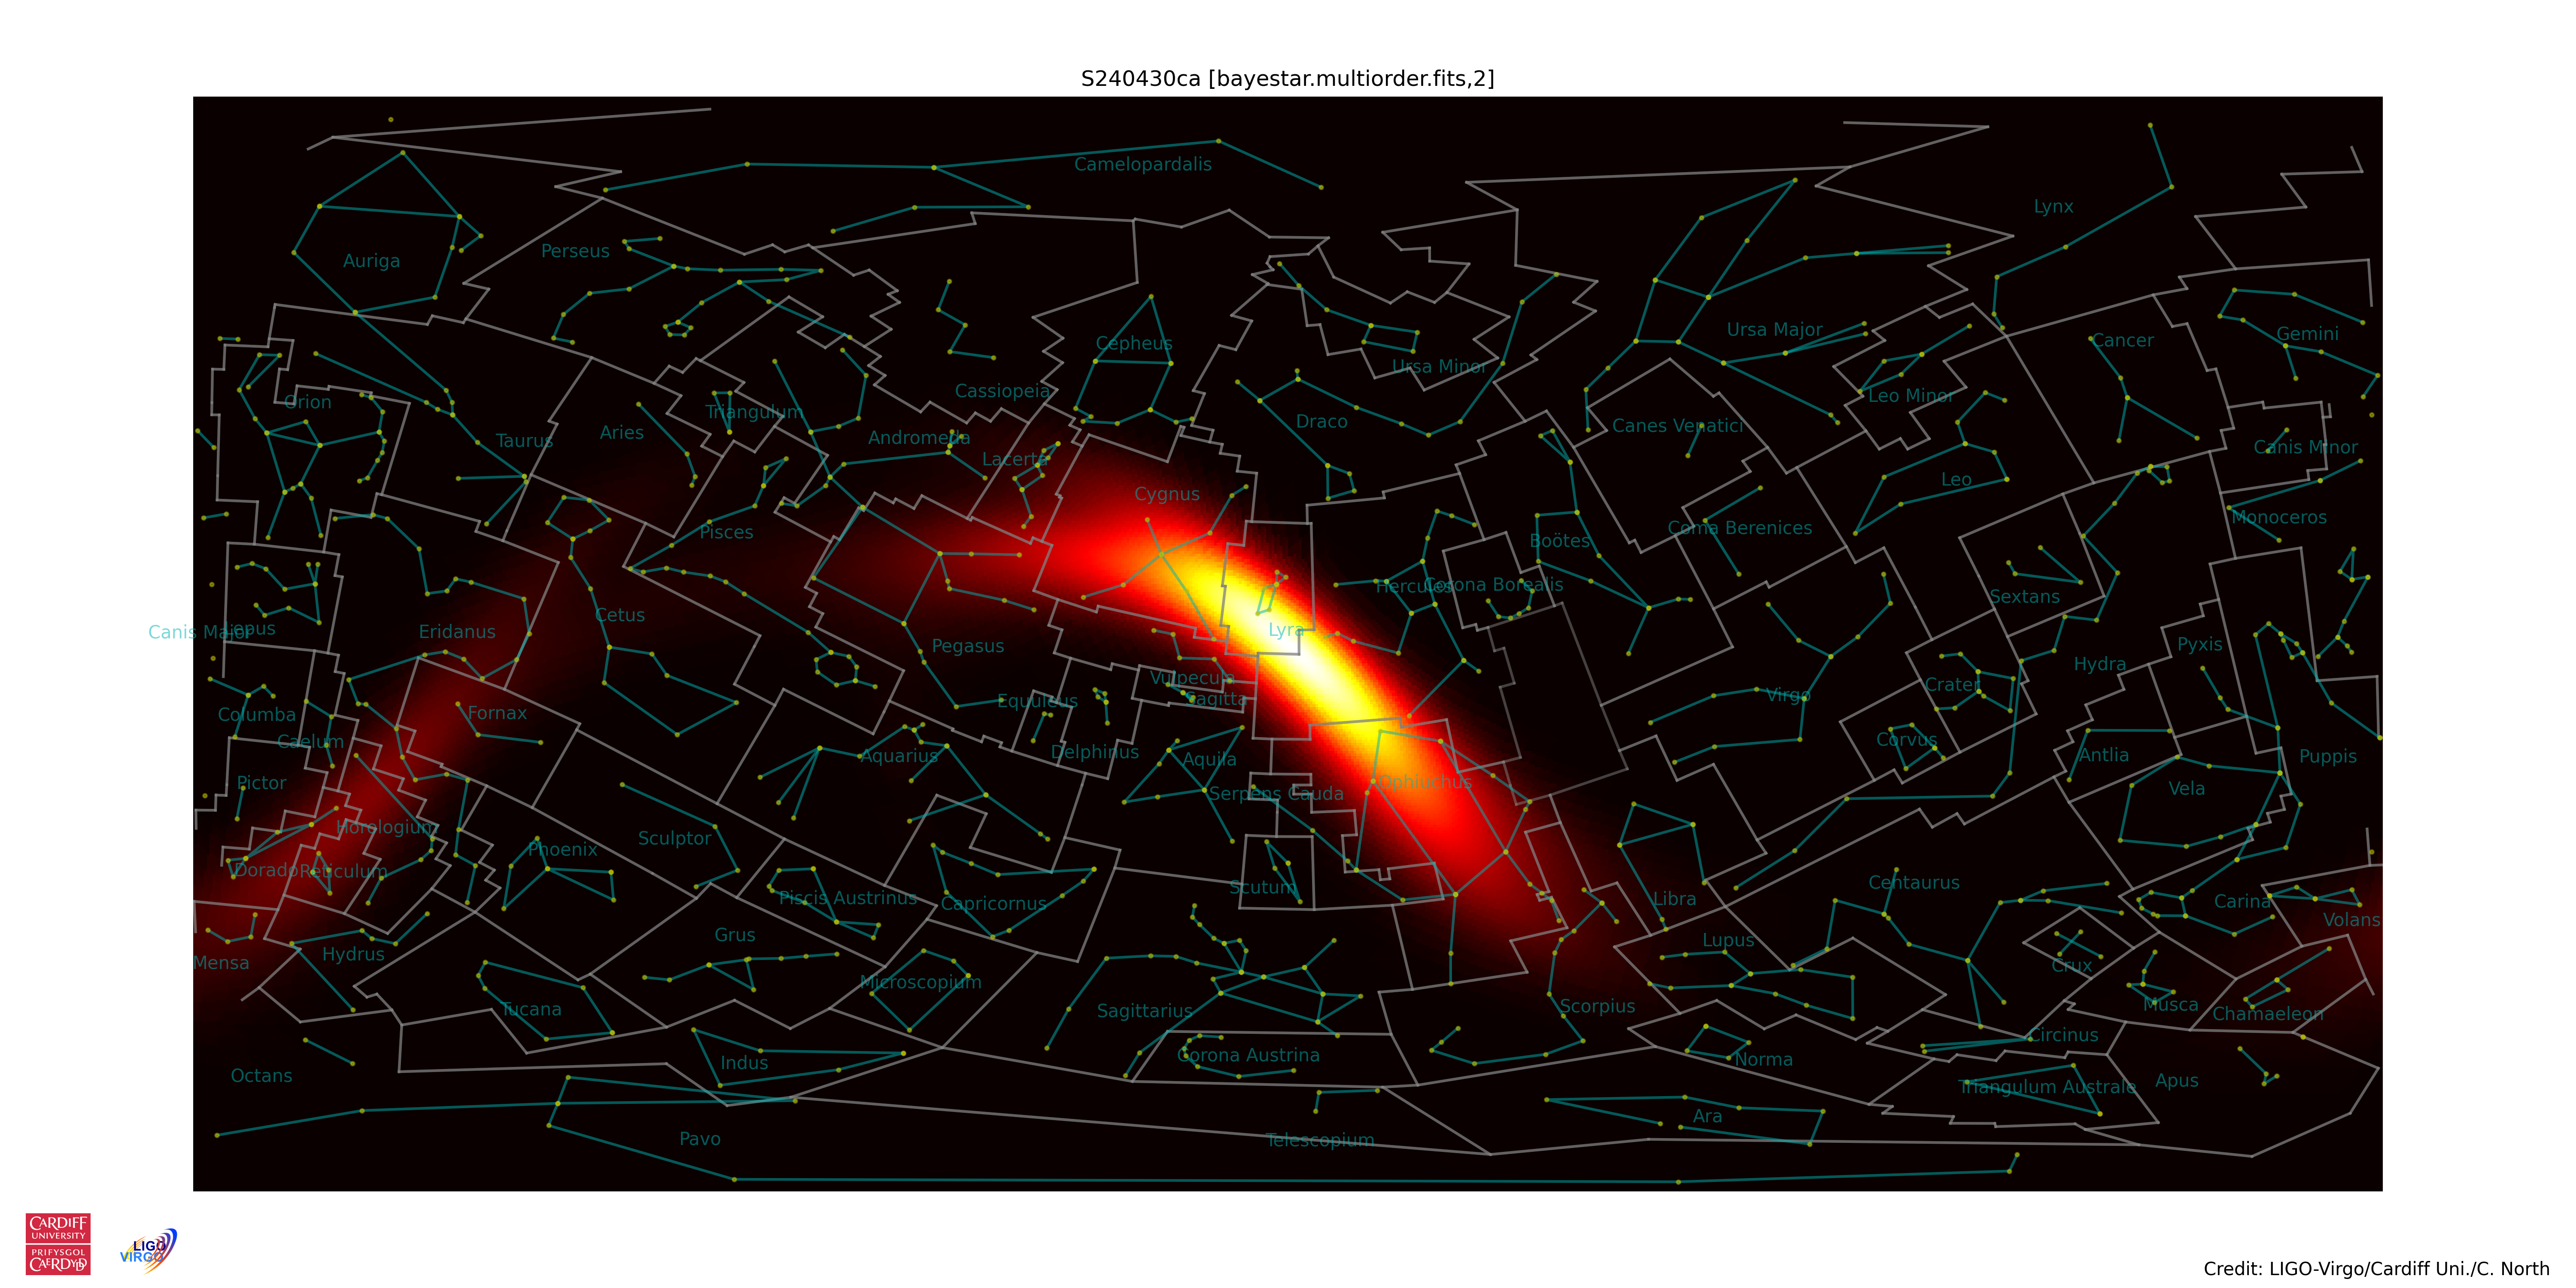 S240430ca [bayestar.multiorder.fits,2]
Camelopardalis
Lynx
Perseus
Auriga
Ursa Major
Gemini
Cepheus
Cancer
Ursa Minor
Cassiopeia
Leo Minor
Orion
Triangulum
Draco
Canes Venatici
Aries
Andromeda
Taurus
Canis Minor
Lacerta
Leo
Cygnus
Monoceros
Coma Berenices
Pisces
Boötes
Hercules
Corona Borealis
Sextans
Cetus
Canis Major
Lepus
Eridanus
Lyra
Pegasus
Pyxis
Hydra
Vulpecula
Crater
Virgo
Sagitta
Equuleus
Columba
Fornax
Corvus
Caelum
Delphinus
Aquarius
Aquila
Antlia
Puppis
Pictor
Ophiuchus
Vela
Serpens Cauda
Horologium
Sculptor
Phoenix
Dorado
Reticulum
Centaurus
Scutum
Piscis Austrinus
Capricornus
Libra
Carina
Volans
Grus
Lupus
Hydrus
Mensa
Crux
Microscopium
Tucana
Sagittarius
Scorpius
Musca
Chamaeleon
Circinus
Corona Austrina
Indus
Norma
Octans
Triangulum Australe
Apus
Ara
Pavo
Telescopium
CARDIFF
UNIVERSITY
PRIFYSGOL
CAERDYDD
LIGO
VIRGO
Credit: LIGO-Virgo/Cardiff Uni./C. North